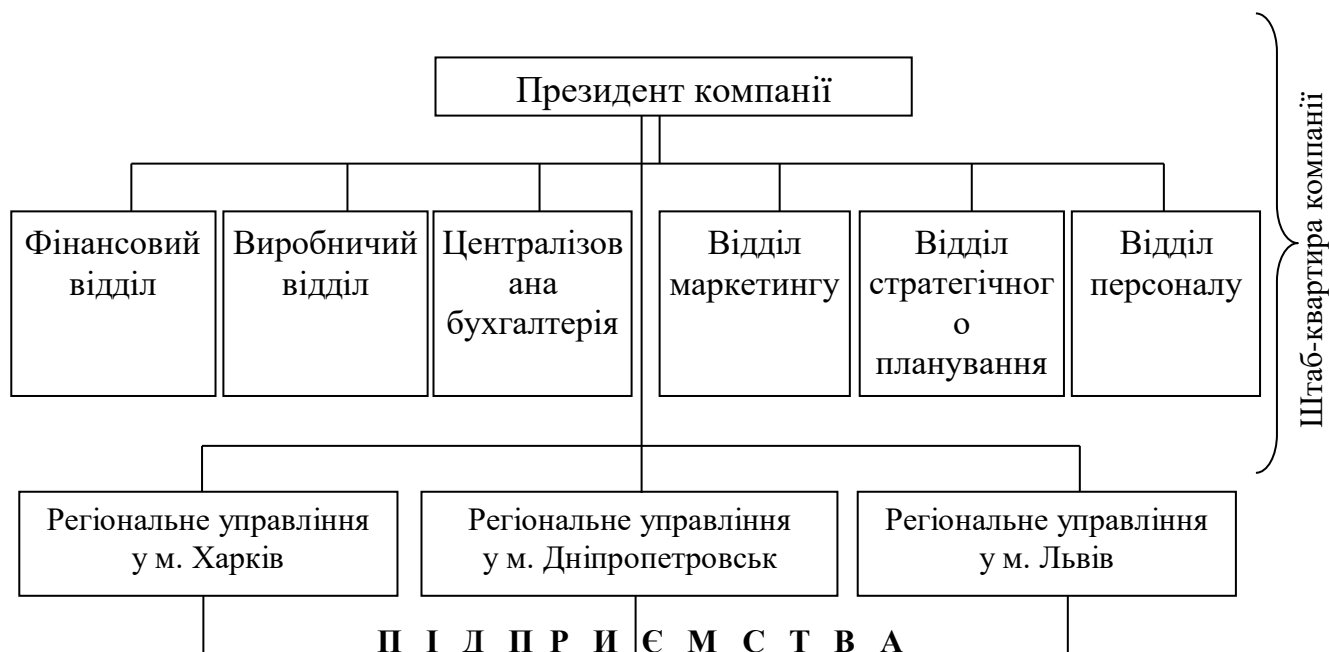 Президент компанії
Фінансовий
відділ
Виробничий
відділ
Централізов
ана
бухгалтерія
Відділ
маркетингу
Відділ
стратегічног
о
планування
Відділ
персоналу
Штаб-квартира компанії
Регіональне управління
у м. Харків
Регіональне управління
у м. Дніпропетровськ
Регіональне управління
у м. Львів
П І Д П Р И Є М С Т В А